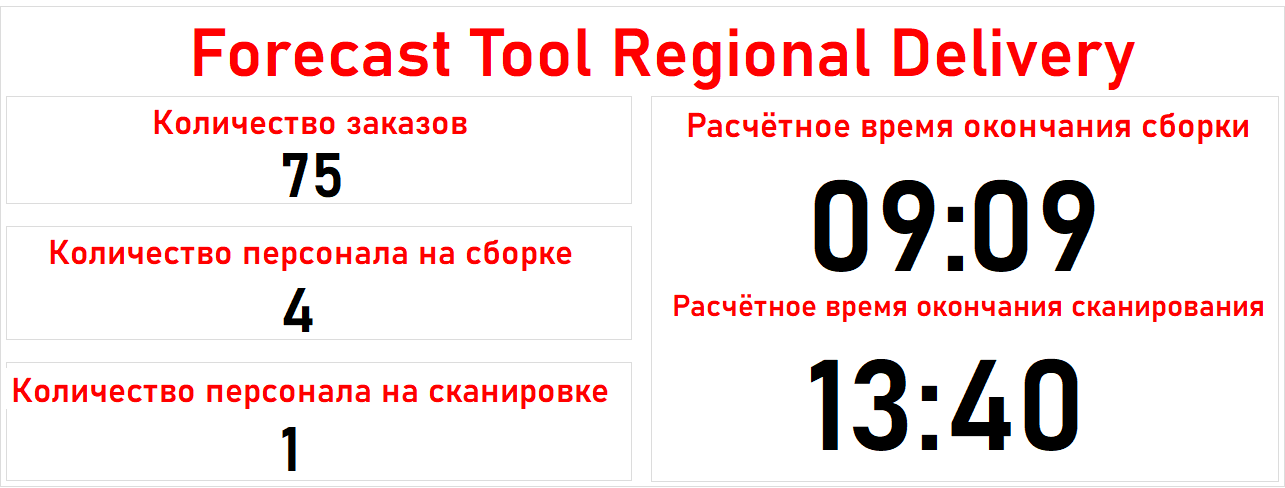 Forecast Tool Regional Delivery
Количество заказов
75
Количество персонала на сборке
4
Количество персонала на сканировке
1
Расчётное время окончания сборки
09:09
Расчётное время окончания сканирования
13:40